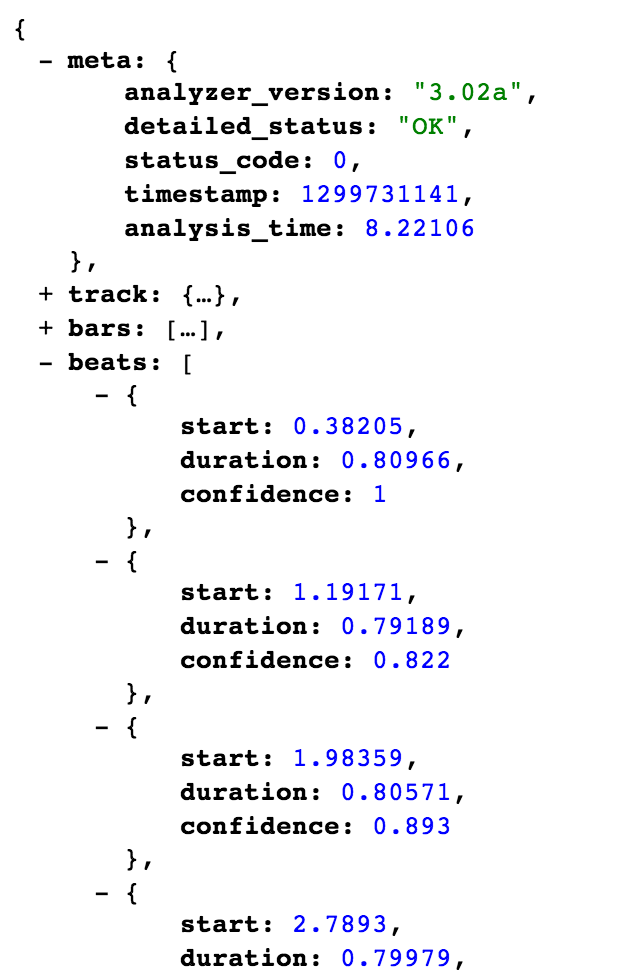 {
- meta: {
analyzer_version: "3.02a",
detailed_status: "OK",
status_code: 0,
timestamp: 1299731141,
analysis_time: 8.22106
},
+ track: {…},
+ bars: […],
- beats: [
- {
start: 0.38205,
duration: 0.80966,
confidence: 1
},
- {
start: 1.19171,
duration: 0.79189,
confidence: 0.822
},
- {
start: 1.98359,
duration: 0.80571,
confidence: 0.893
},
- {
start: 2.7893,
duration: 0.79979,